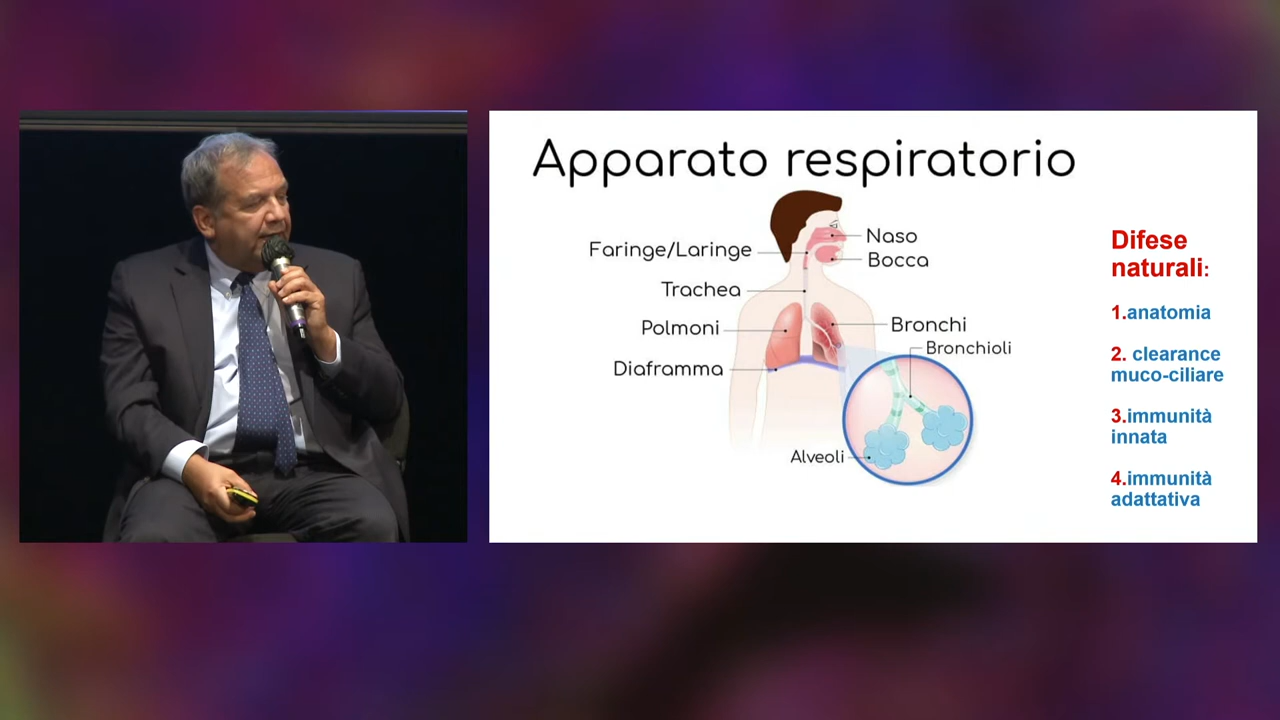 Apparato respiratorio
Faringe/Laringe
Naso
Bocca
Trachea
Polmoni
Bronchi
Bronchioli
Diaframma
Alveoli
Difese
naturali:
1.anatomia
2. clearance
muco-ciliare
3.immunità
innata
4.immunità
adattativa